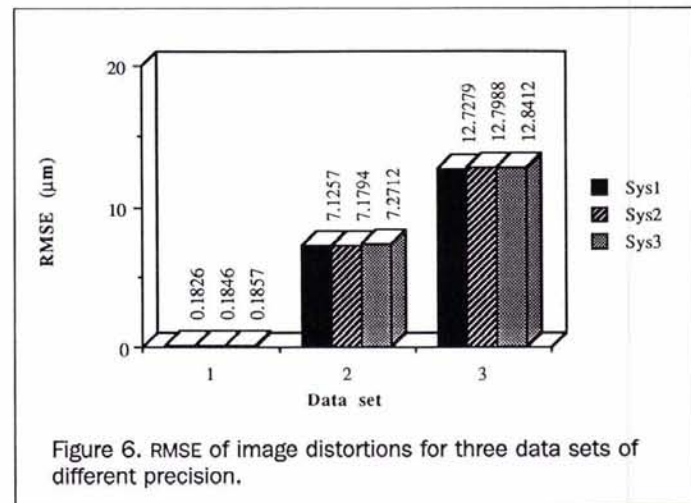 20
10
0
RMSE (μm)
0.1826
0.1846
0.1857
7.1257
7.1794
7.2712
12.7279
12.7988
12.8412
1
2
3
Data set
Sys1
Sys2
Sys3
Figure 6. RMSE of image distortions for three data sets of
different precision.